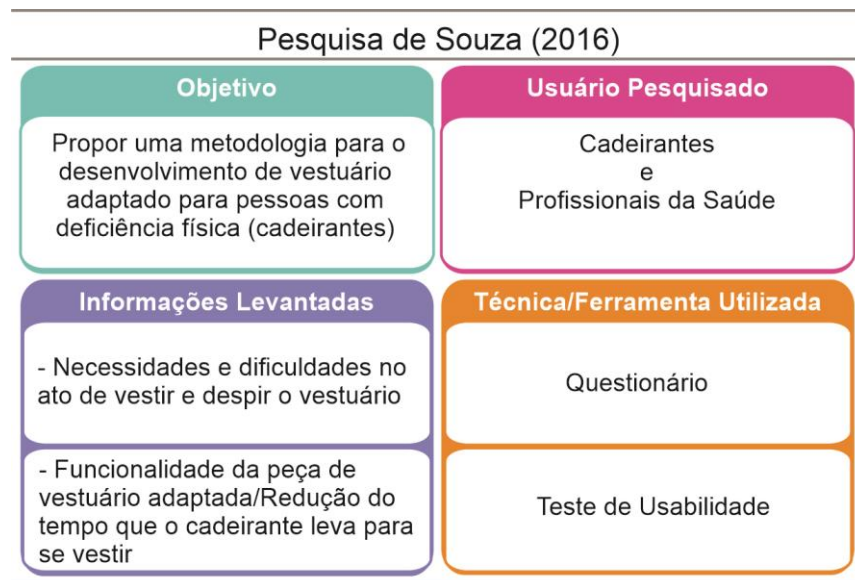 Pesquisa de Souza (2016)
Objetivo
Propor uma metodologia para o
desenvolvimento de vestuário
adaptado para pessoas com
deficiência física (cadeirantes)
Usuário Pesquisado
Cadeirantes
e
Profissionais da Saúde
Informações Levantadas
- Necessidades e dificuldades no
ato de vestir e despir o vestuário
- Funcionalidade da peça de
vestuário adaptada/Redução do
tempo que o cadeirante leva para
se vestir
Técnica/Ferramenta Utilizada
Questionário
Teste de Usabilidade